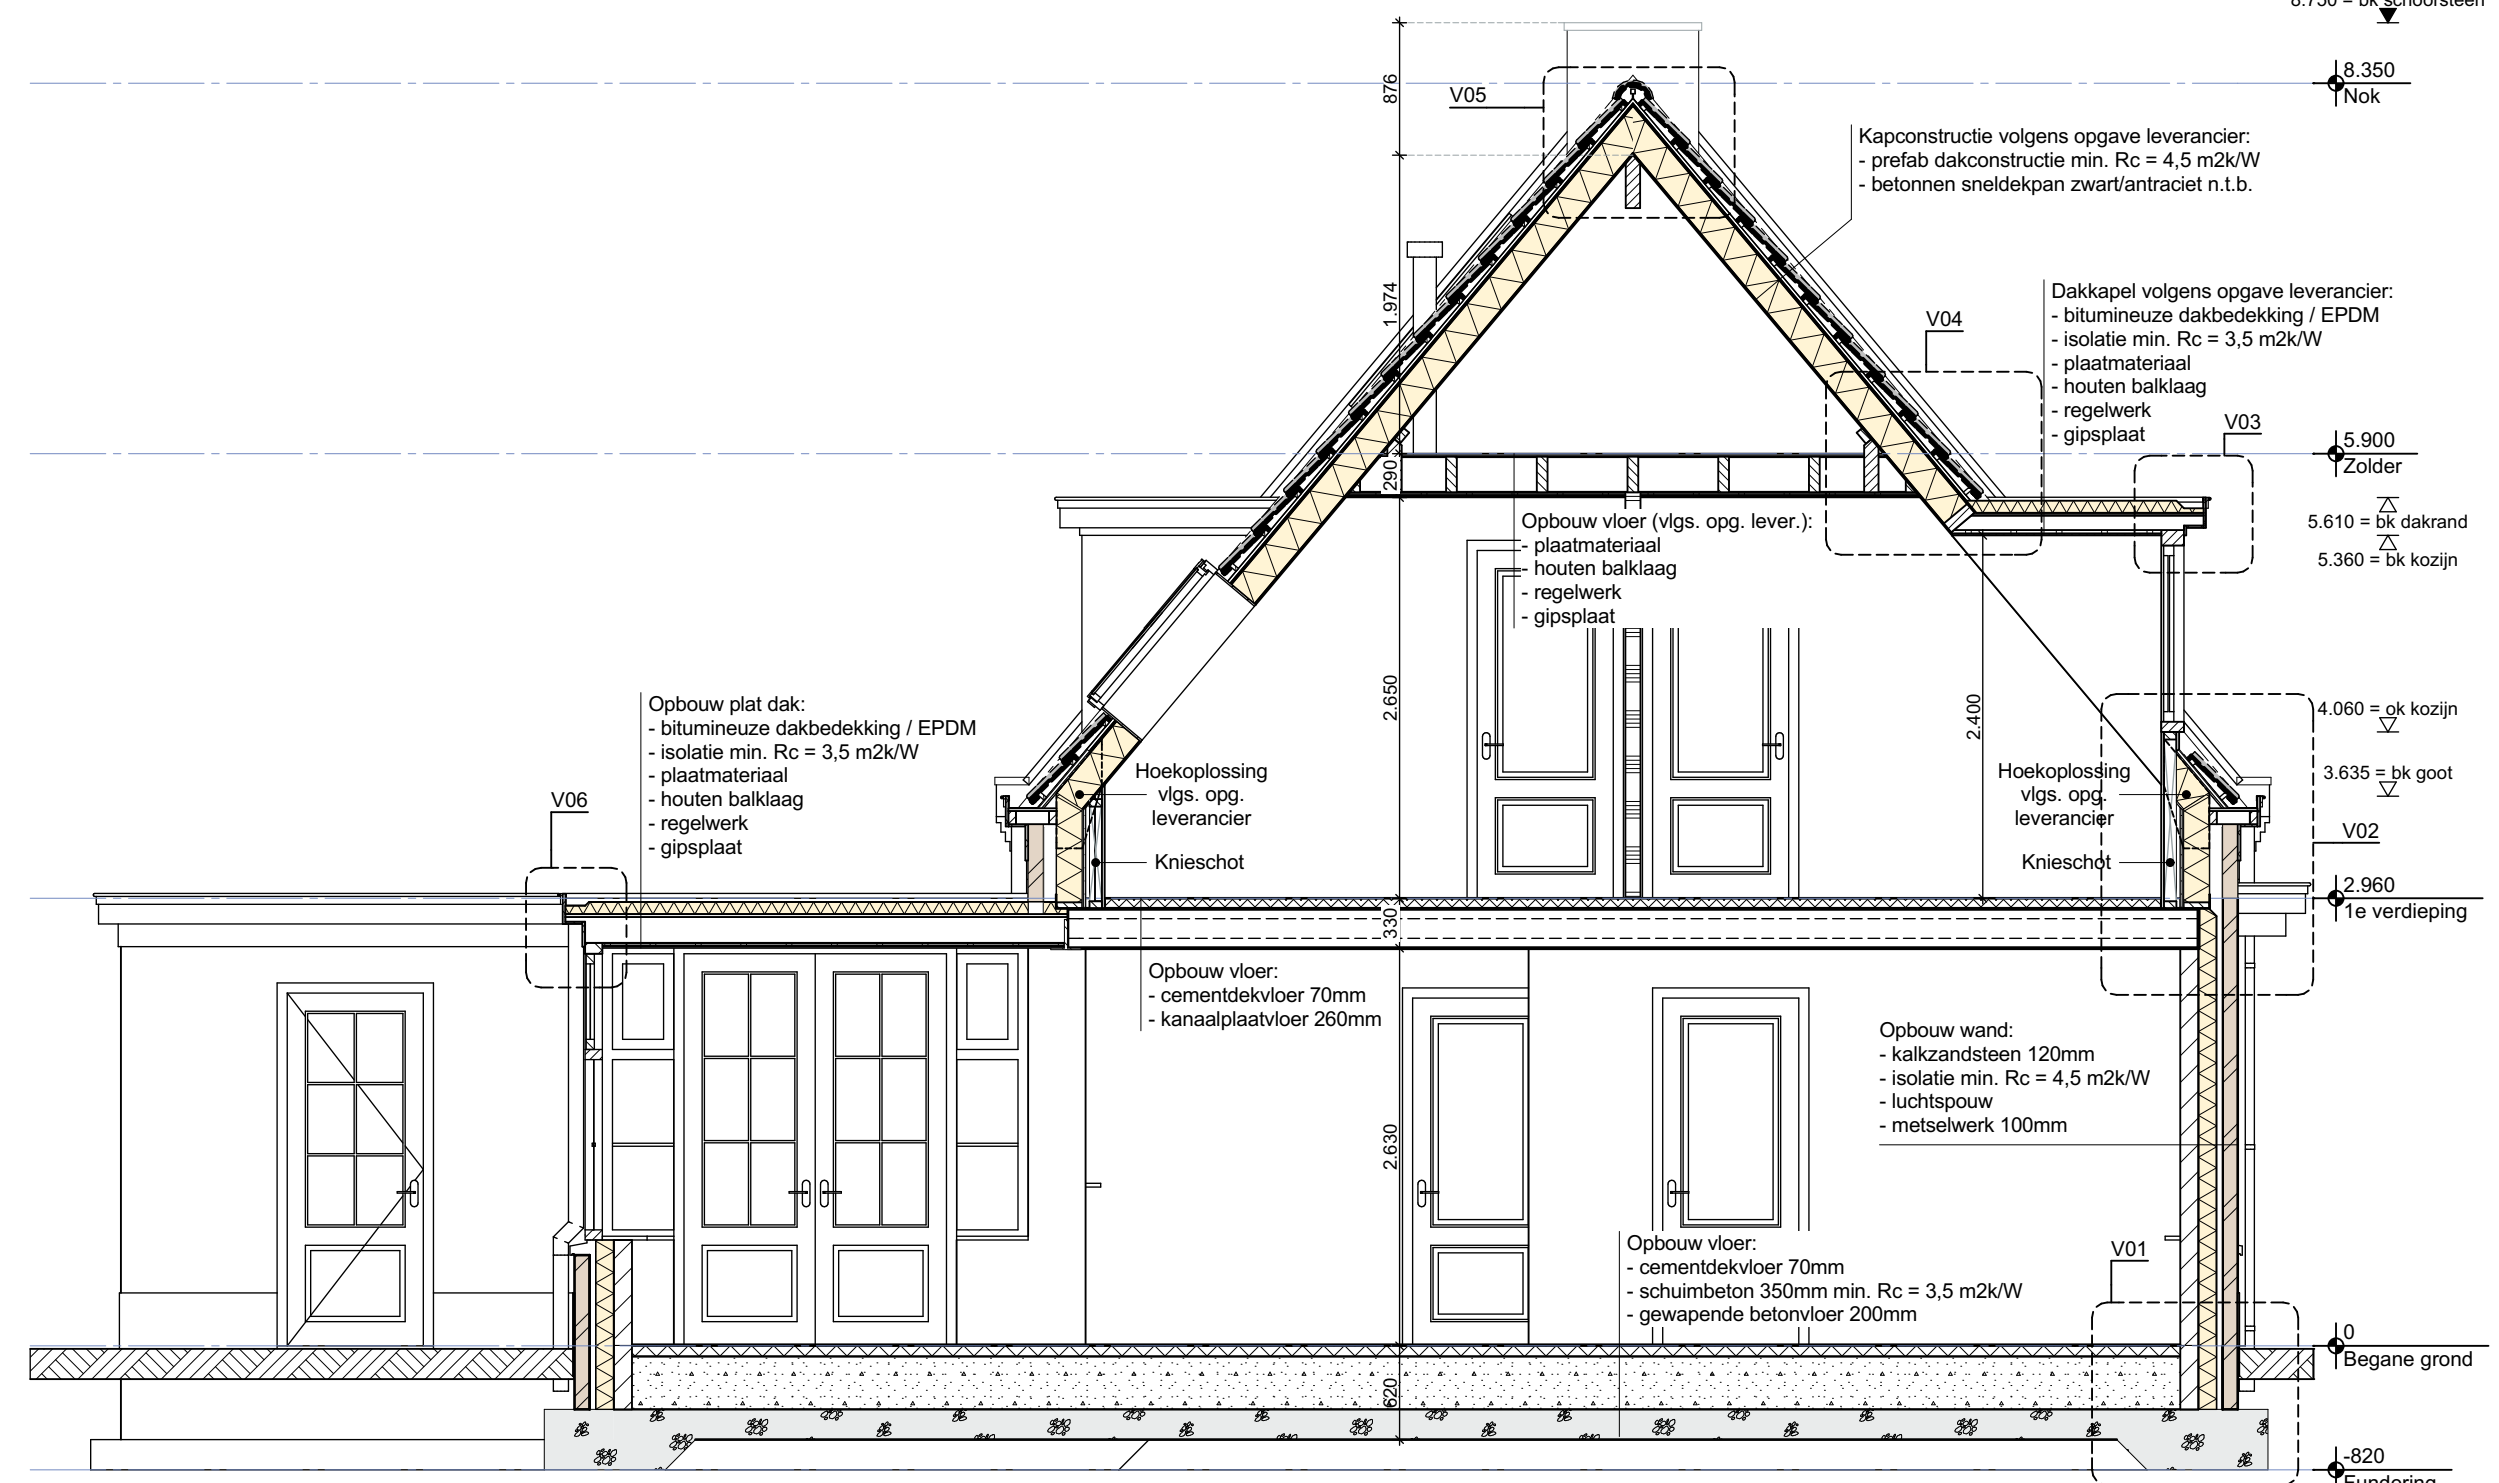 8.750 = bk schoorsteen
8.350
Nok
876
V05
Kapconstructie volgens opgave leverancier:
- prefab dakconstructie min. Rc = 4,5 m2k/W
- betonnen sneldekpan zwart/antraciet n.t.b.
1.974
Dakkapel volgens opgave leverancier:
- bitumineuze dakbedekking / EPDM
- isolatie min. Rc = 3,5 m2k/W
- plaatmateriaal
- houten balklaag
- regelwerk
- gipsplaat
V04
V03
5.900
Zolder
290
5.610 = bk dakrand
5.360 = bk kozijn
Opbouw vloer (vlgs. opg. lever.):
- plaatmateriaal
- houten balklaag
- regelwerk
- gipsplaat
2.650
2.400
Opbouw plat dak:
- bitumineuze dakbedekking / EPDM
- isolatie min. Rc = 3,5 m2k/W
- plaatmateriaal
- houten balklaag
- regelwerk
- gipsplaat
4.060 = ok kozijn
3.635 = bk goot
Hoekoplossing
vlgs. opg.
leverancier
Knieschot
Hoekoplossing
vlgs. opg.
leverancier
Knieschot
V06
V02
2.960
1e verdieping
330
Opbouw vloer:
- cementdekvloer 70mm
- kanaalplaatvloer 260mm
Opbouw wand:
- kalkzandsteen 120mm
- isolatie min. Rc = 4,5 m2k/W
- luchtspouw
- metselwerk 100mm
2.630
Opbouw vloer:
- cementdekvloer 70mm
- schuimbeton 350mm min. Rc = 3,5 m2k/W
- gewapende betonvloer 200mm
V01
0
Begane grond
620
-820
Fundering